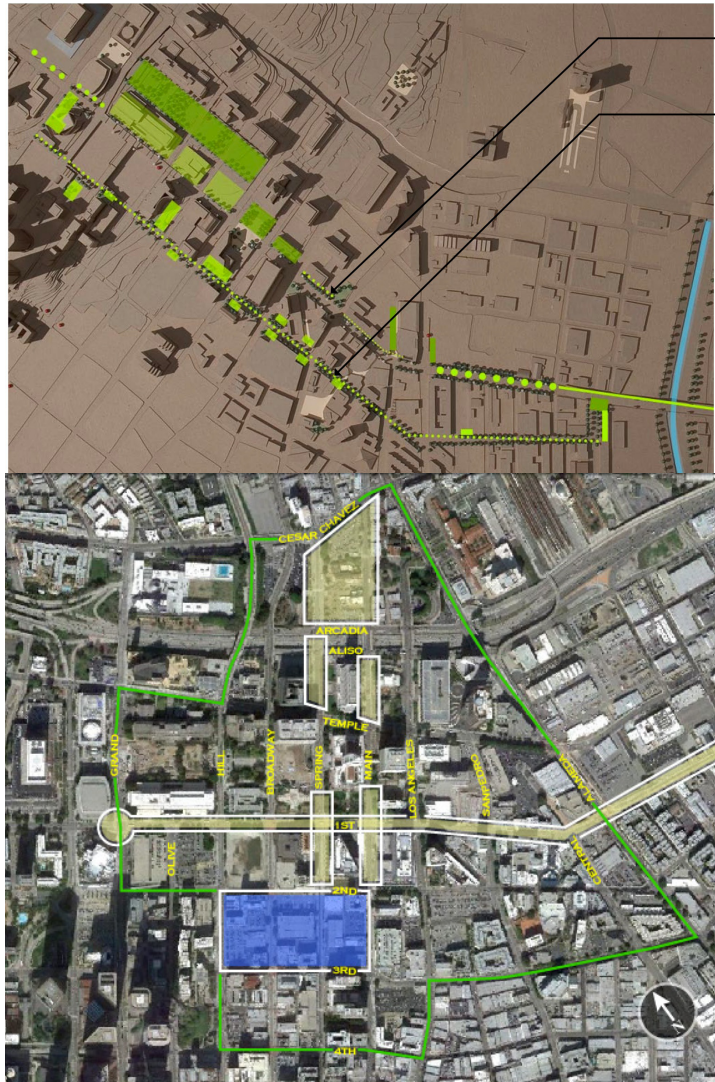 CESAR CHAVEZ
ARCADIA
ALISO
TEMPLE
GRAND
HILL
BROADWAY
SPRING
MAIN
LOS ANGELES
SAN PEDRO
ALAMEDA
1ST
OLIVE
CENTRAL
2ND
3RD
4TH
N